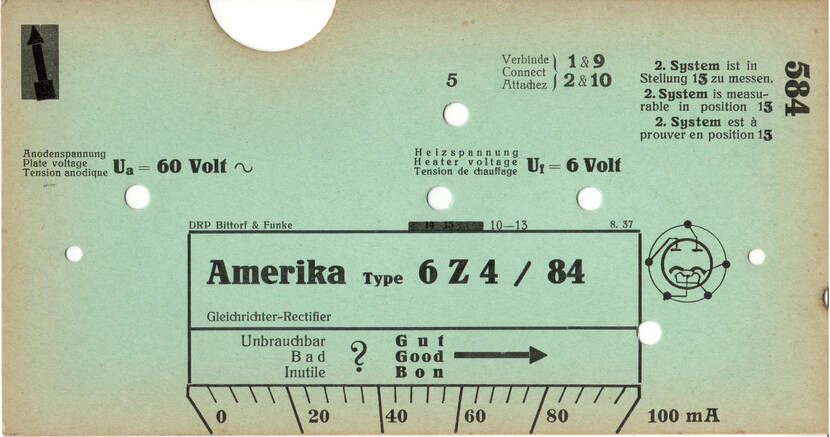 Verbinde
Connect
Attachez
1 & 9
2 & 10
5
2. System ist in
Stellung 13 zu messen.
2. System is measu-
rable in position 13
2. System est à
prouver en position 13
584
Anodenspannung
Plate voltage
Tension anodique
Ua = 60 Volt ~
Heizspannung
Heater voltage
Tension de chauffage
Uf = 6 Volt
DRP Bittorf & Funke
10—13
8. 37
Amerika Type 6 Z 4 / 84
Gleichrichter-Rectifier
Unbrauchbar
Bad
Inutile
?
Gut
Good
Bon
0 20 40 60 80 100 mA